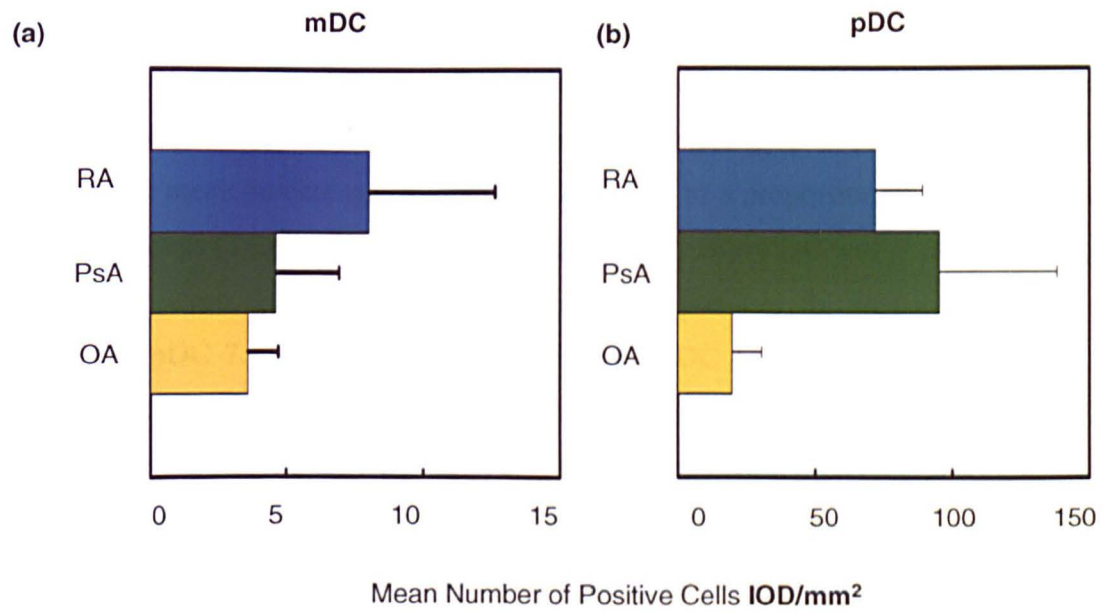 (a)
mDC
RA
PsA
OA
0 5 10 15
(b)
pDC
RA
PsA
OA
0 50 100 150
Mean Number of Positive Cells IOD/mm²